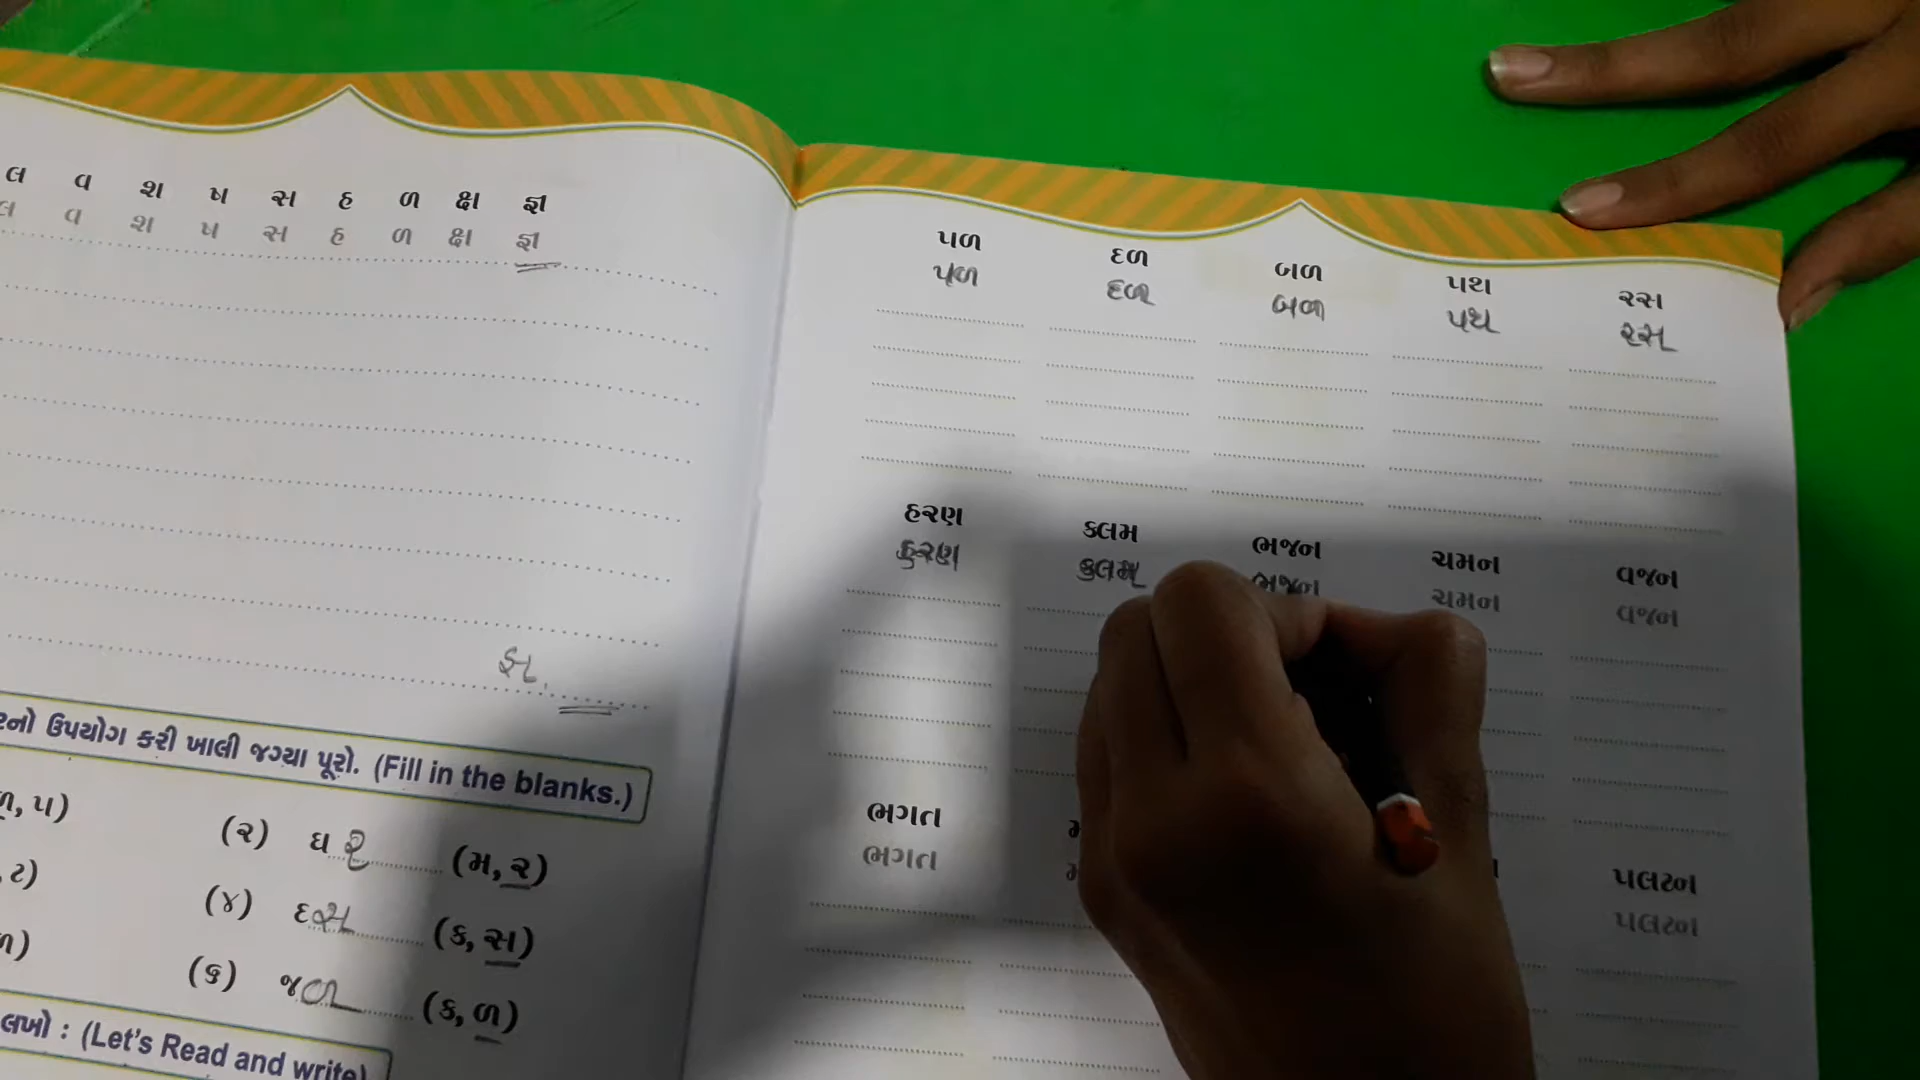 લ વ શ ષ સ હ ળ ક્ષ જ્ઞ
લ વ શ ષ સ હ ળ ક્ષ જ્ઞ
ઉપયોગ કરી ખાલી જગ્યા પૂરો. (Fill in the blanks.)
, પ)
(૨) ઘ ર (મ, ર)
, ટ)
(૪) દ સ (ક, સ)
ળ)
(૬) જ ળ (ક, ળ)
લખો : (Let's Read and write)
પળ દળ બળ પથ રસ
પળ દળ બળ પથ રસ
હરણ કલમ ભજન ચમન વજન
હરણ કલમ ભજન ચમન વજન
ભગત પલટન
ભગત પલટન